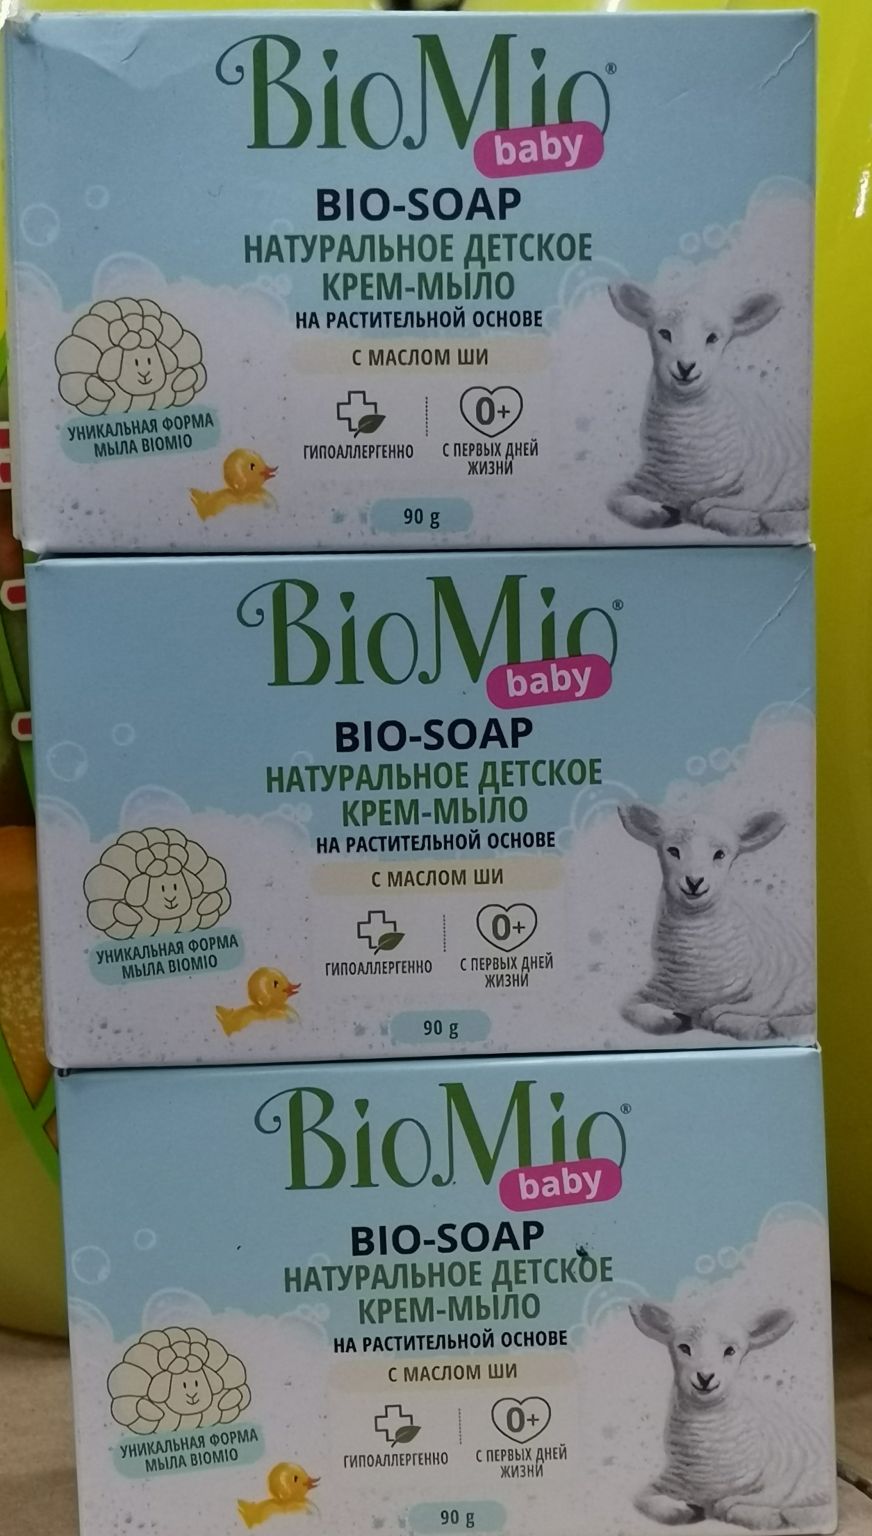 BioMio®
baby
BIO-SOAP
НАТУРАЛЬНОЕ ДЕТСКОЕ
КРЕМ-МЫЛО
НА РАСТИТЕЛЬНОЙ ОСНОВЕ
С МАСЛОМ ШИ
УНИКАЛЬНАЯ ФОРМА
МЫЛА BIOMIO
0+
ГИПОАЛЛЕРГЕННО
С ПЕРВЫХ ДНЕЙ
ЖИЗНИ
90 g
BioMio®
baby
BIO-SOAP
НАТУРАЛЬНОЕ ДЕТСКОЕ
КРЕМ-МЫЛО
НА РАСТИТЕЛЬНОЙ ОСНОВЕ
С МАСЛОМ ШИ
УНИКАЛЬНАЯ ФОРМА
МЫЛА BIOMIO
0+
ГИПОАЛЛЕРГЕННО
С ПЕРВЫХ ДНЕЙ
ЖИЗНИ
90 g
BioMio®
baby
BIO-SOAP
НАТУРАЛЬНОЕ ДЕТСКОЕ
КРЕМ-МЫЛО
НА РАСТИТЕЛЬНОЙ ОСНОВЕ
С МАСЛОМ ШИ
УНИКАЛЬНАЯ ФОРМА
МЫЛА BIOMIO
0+
ГИПОАЛЛЕРГЕННО
С ПЕРВЫХ ДНЕЙ
ЖИЗНИ
90 g